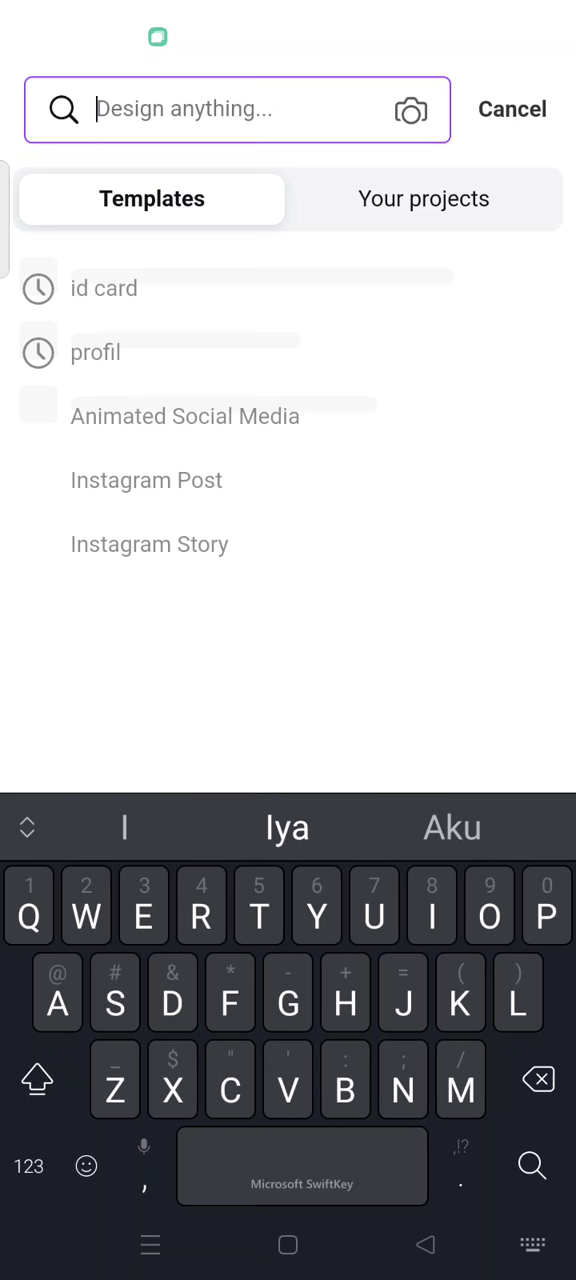 Design anything...
Cancel
Templates
Your projects
id card
profil
Animated Social Media
Instagram Post
Instagram Story
I
Iya
Aku
1 2 3 4 5 6 7 8 9 0
Q W E R T Y U I O P
@ # & * - + = ( )
A S D F G H J K L
_ $ " ' : ; /
Z X C V B N M
,!?
123 , Microsoft SwiftKey .